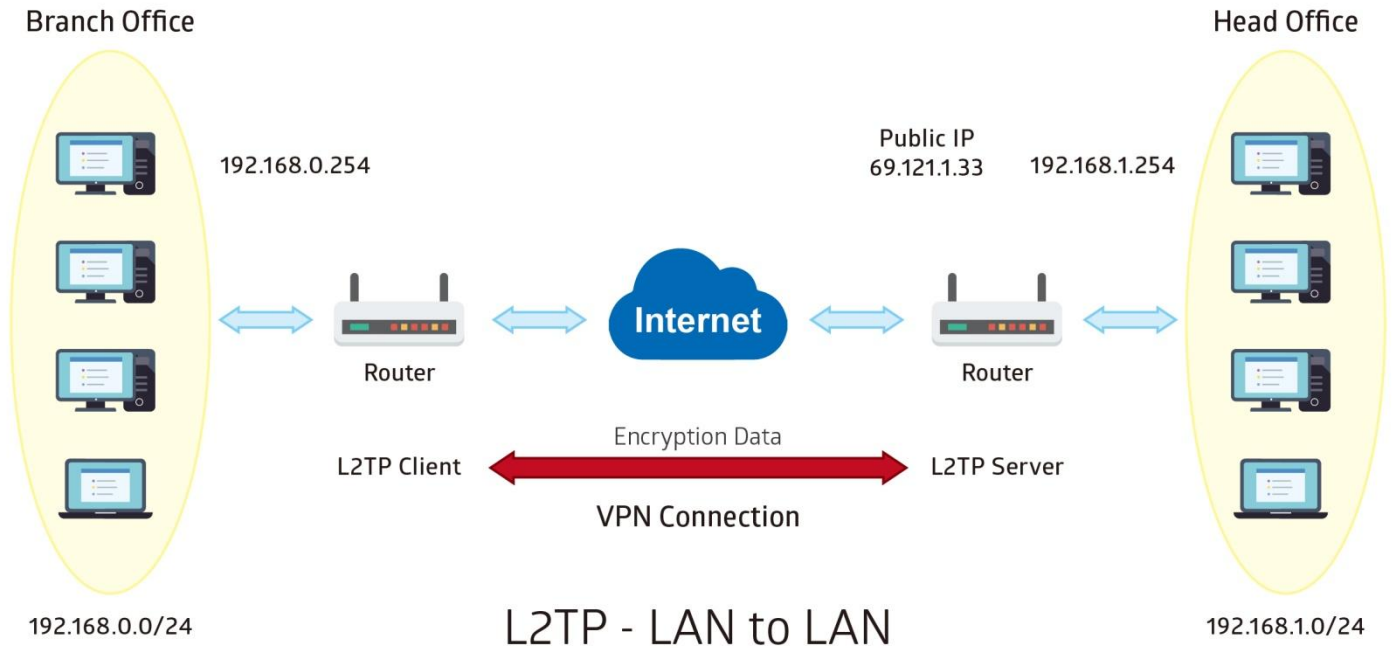 Branch Office
Head Office
Public IP
69.121.1.33
192.168.0.254
192.168.1.254
Internet
Router
Router
Encryption Data
L2TP Client
L2TP Server
VPN Connection
192.168.0.0/24
L2TP - LAN to LAN
192.168.1.0/24